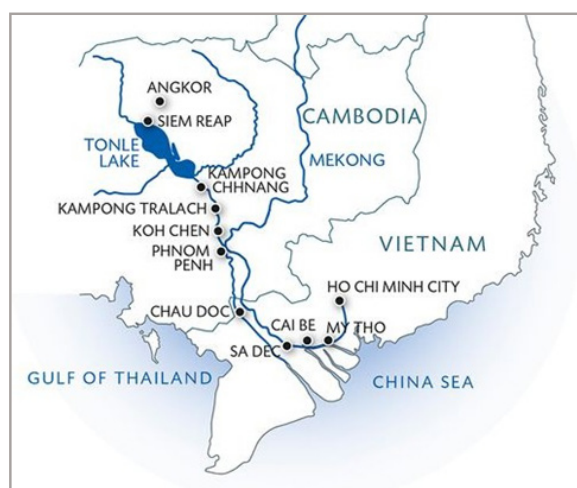 ANGKOR
SIEM REAP
CAMBODIA
TONLE
LAKE
MEKONG
KAMPONG
CHHNANG
KAMPONG TRALACH
KOH CHEN
PHNOM
PENH
VIETNAM
HO CHI MINH CITY
CHAU DOC
CAI BE
MY THO
SA DEC
GULF OF THAILAND
CHINA SEA